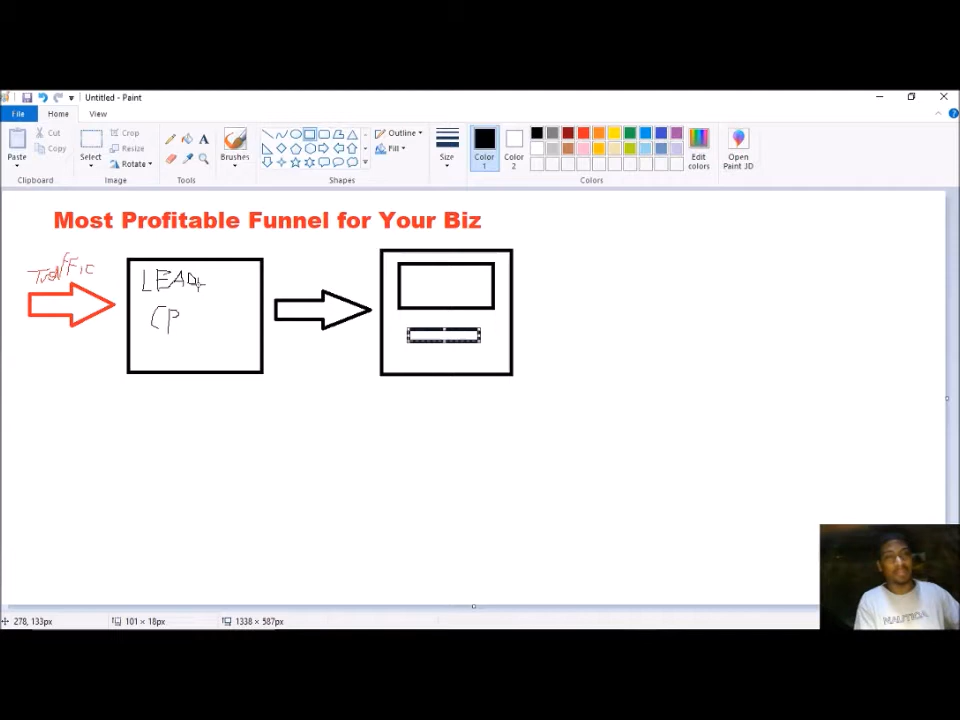 Untitled - Paint
File Home View
Paste
Cut
Copy
Clipboard
Select
Crop
Resize
Rotate
Image
Tools
Brushes
Shapes
Outline
Fill
Size
Color 1
Color 2
Colors
Edit colors
Open Paint 3D
Most Profitable Funnel for Your Biz
TraFFic
LEAD
CP
278, 133px
101 × 18px
1338 × 587px
NAUTICA